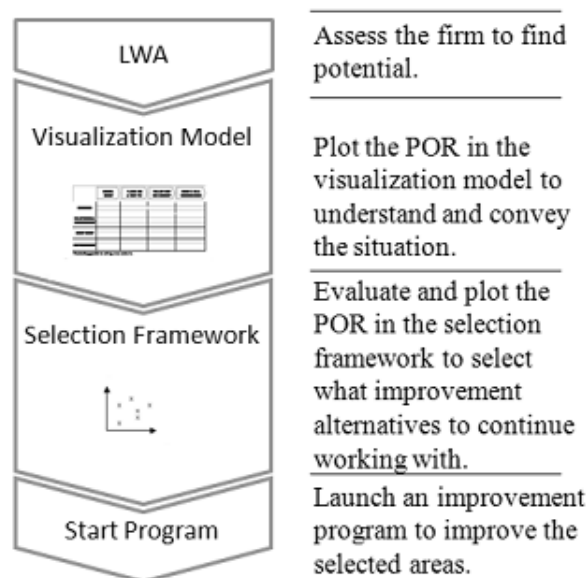 LWA
Assess the firm to find
potential.
Visualization Model
Plot the POR in the
visualization model to
understand and convey
the situation.
Selection Framework
Evaluate and plot the
POR in the selection
framework to select
what improvement
alternatives to continue
working with.
Start Program
Launch an improvement
program to improve the
selected areas.